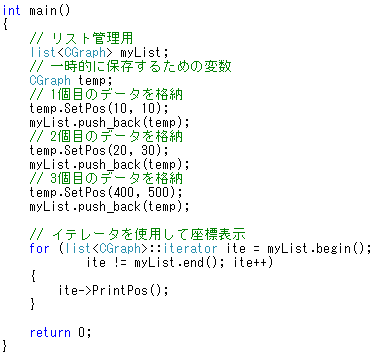 int main()
{
    // リスト管理用
    list<CGraph> myList;
    // 一時的に保存するための変数
    CGraph temp;
    // 1個目のデータを格納
    temp.SetPos(10, 10);
    myList.push_back(temp);
    // 2個目のデータを格納
    temp.SetPos(20, 30);
    myList.push_back(temp);
    // 3個目のデータを格納
    temp.SetPos(400, 500);
    myList.push_back(temp);

    // イテレータを使用して座標表示
    for (list<CGraph>::iterator ite = myList.begin();
            ite != myList.end(); ite++)
    {
        ite->PrintPos();
    }

    return 0;
}